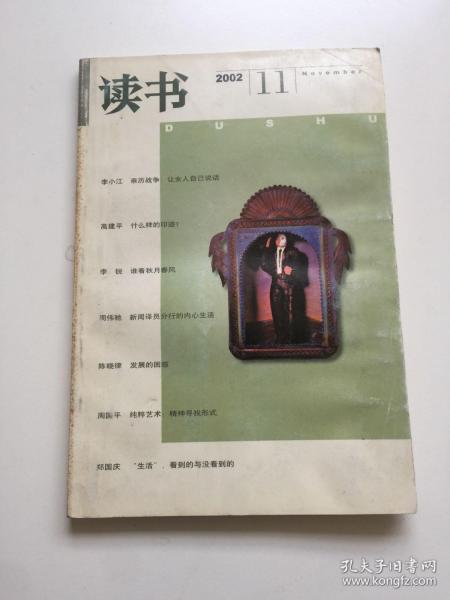 读书
2002 11 November
DUSHU
李小江 亲历战争:让女人自己说话
高建平 什么样的印迹?
李锐 谁看秋月春风
周伟驰 新闻译员分行的内心生活
陈晓律 发展的困惑
周国平 纯粹艺术:精神寻找形式
郑国庆 “生活”:看到的与没看到的
孔夫子旧书网
www.kongfz.com